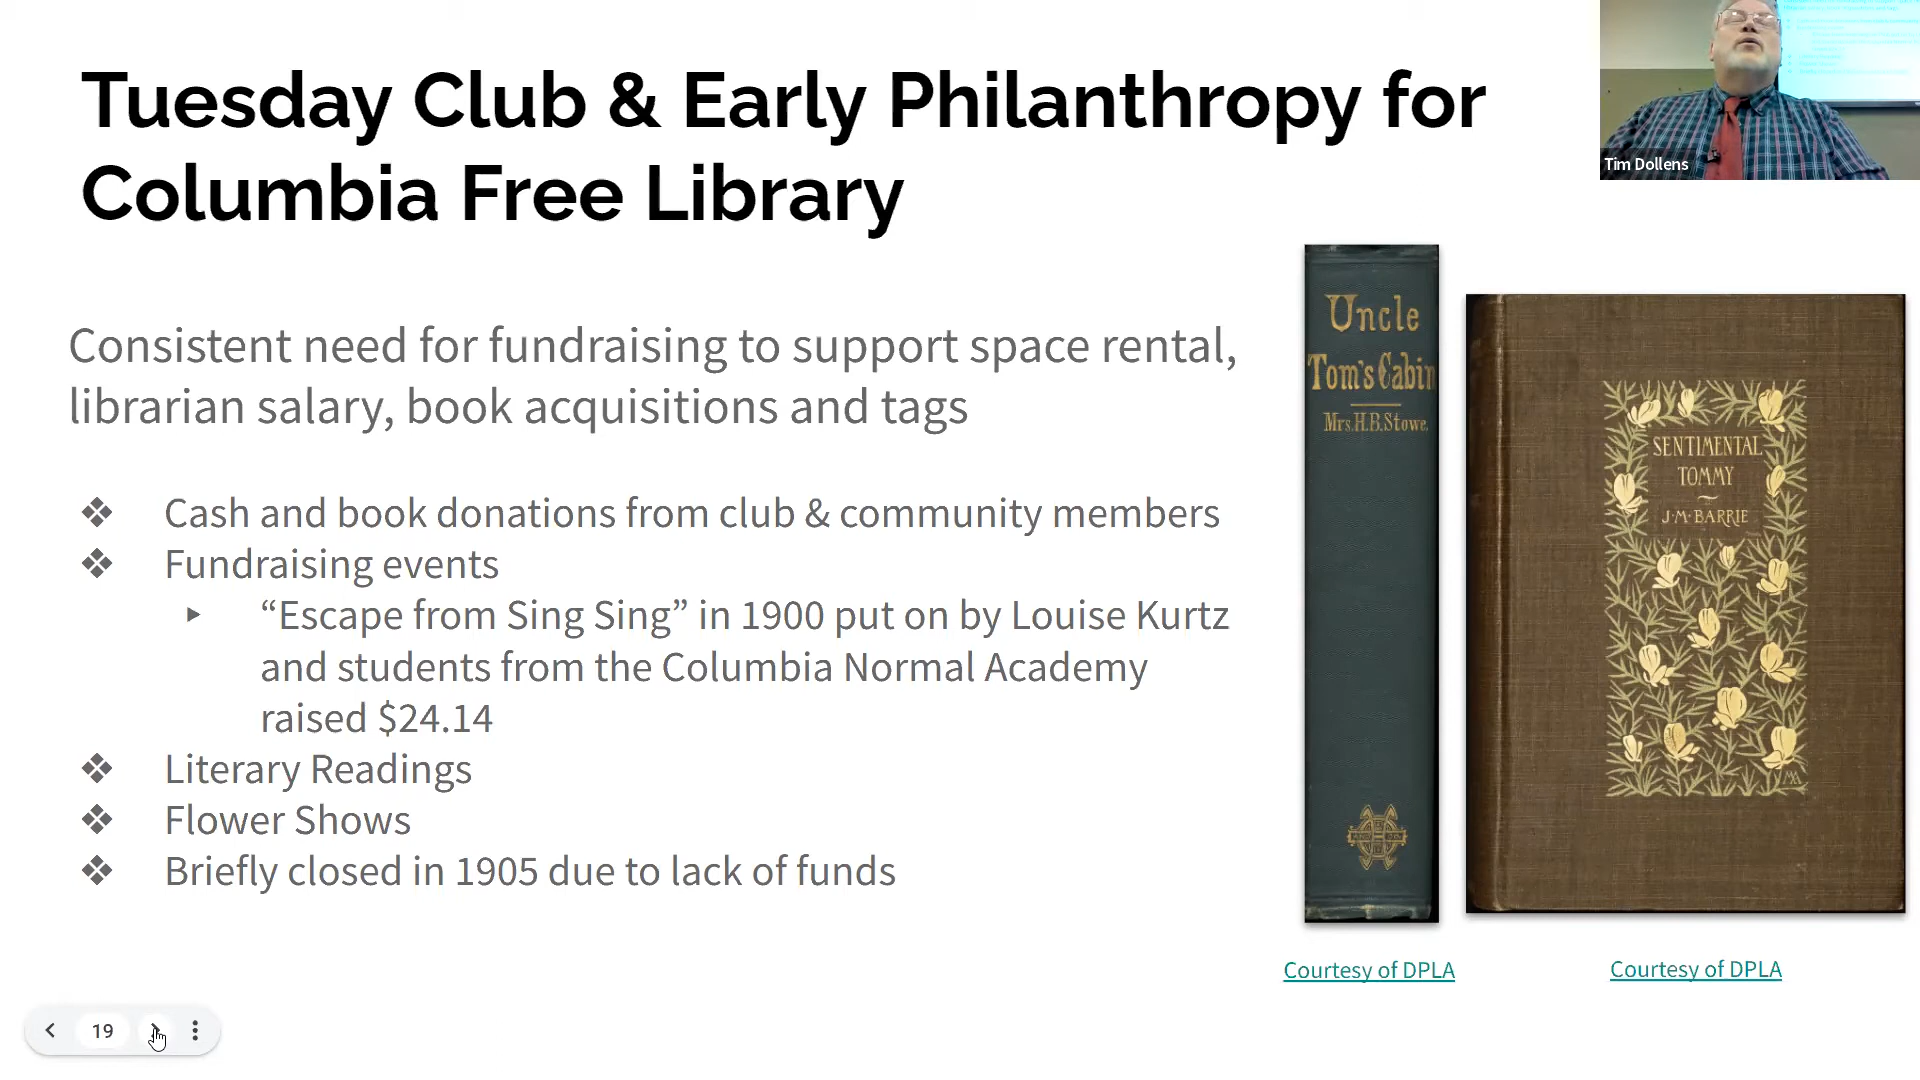 Tuesday Club & Early Philanthropy for
Columbia Free Library
Tim Dollens
Consistent need for fundraising to support space rental,
librarian salary, book acquisitions and tags
❖ Cash and book donations from club & community members
❖ Fundraising events
▸ “Escape from Sing Sing” in 1900 put on by Louise Kurtz
and students from the Columbia Normal Academy
raised $24.14
❖ Literary Readings
❖ Flower Shows
❖ Briefly closed in 1905 due to lack of funds
Uncle
Tom's Cabin
Mrs.H.B.Stowe.
SENTIMENTAL
TOMMY
J·M·BARRIE
Courtesy of DPLA
Courtesy of DPLA
19